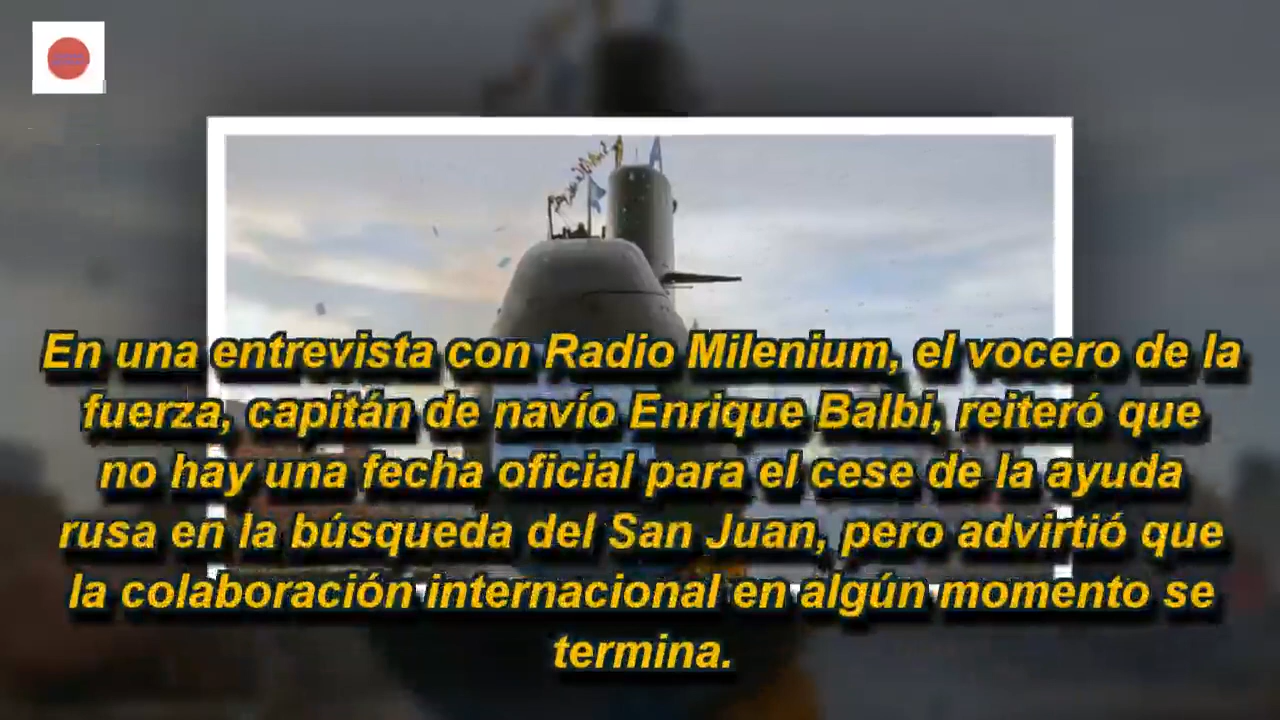 En una entrevista con Radio Milenium, el vocero de la
fuerza, capitán de navío Enrique Balbi, reiteró que
no hay una fecha oficial para el cese de la ayuda
rusa en la búsqueda del San Juan, pero advirtió que
la colaboración internacional en algún momento se
termina.